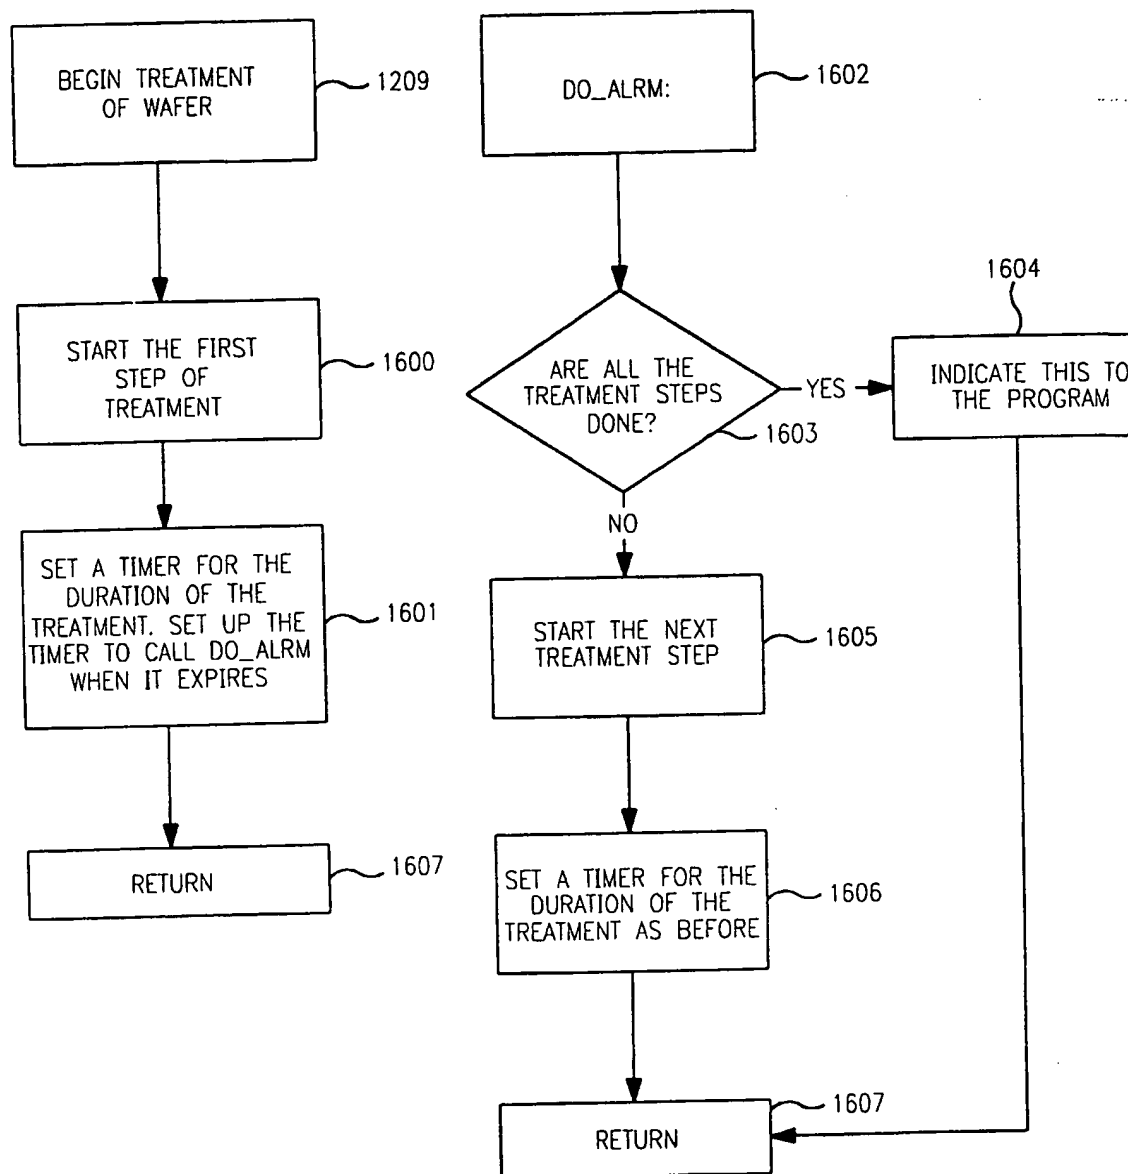 BEGIN TREATMENT
OF WAFER
1209
START THE FIRST
STEP OF
TREATMENT
1600
SET A TIMER FOR THE
DURATION OF THE
TREATMENT. SET UP THE
TIMER TO CALL DO_ALRM
WHEN IT EXPIRES
1601
RETURN
1607
DO_ALRM:
1602
ARE ALL THE
TREATMENT STEPS
DONE?
1603
YES
1604
INDICATE THIS TO
THE PROGRAM
NO
START THE NEXT
TREATMENT STEP
1605
SET A TIMER FOR THE
DURATION OF THE
TREATMENT AS BEFORE
1606
RETURN
1607